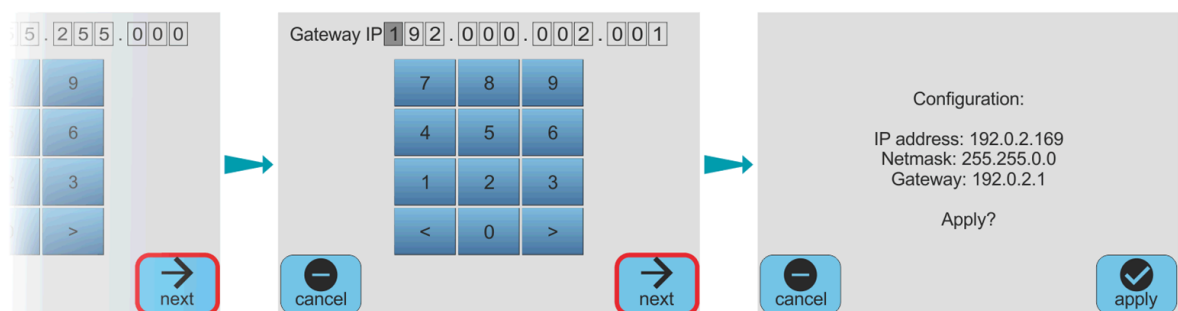 5.255.000
9
6
3
>
next
Gateway IP 192.000.002.001
7 8 9
4 5 6
1 2 3
< 0 >
cancel
next
Configuration:
IP address: 192.0.2.169
Netmask: 255.255.0.0
Gateway: 192.0.2.1
Apply?
cancel
apply